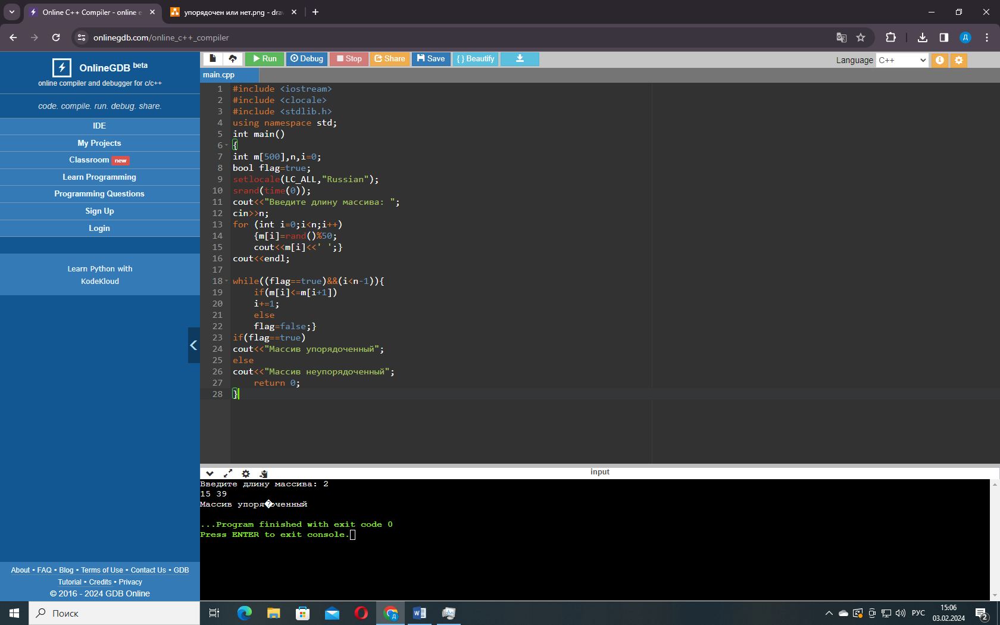 Online C++ Compiler - online e
упорядочен или нет.png - draw
onlinegdb.com/online_c++_compiler
Д
OnlineGDB beta
online compiler and debugger for c/c++
code. compile. run. debug. share.
IDE
My Projects
Classroom new
Learn Programming
Programming Questions
Sign Up
Login
Learn Python with
KodeKloud
About • FAQ • Blog • Terms of Use • Contact Us • GDB
Tutorial • Credits • Privacy
© 2016 - 2024 GDB Online
Run Debug Stop Share Save { } Beautify Language C++
main.cpp
1 #include <iostream>
2 #include <clocale>
3 #include <stdlib.h>
4 using namespace std;
5 int main()
6 {
7 int m[500],n,i=0;
8 bool flag=true;
9 setlocale(LC_ALL,"Russian");
10 srand(time(0));
11 cout<<"Введите длину массива: ";
12 cin>>n;
13 for (int i=0;i<n;i++)
14 {m[i]=rand()%50;
15 cout<<m[i]<<' ';}
16 cout<<endl;
17
18 while((flag==true)&&(i<n-1)){
19 if(m[i]<=m[i+1])
20 i+=1;
21 else
22 flag=false;}
23 if(flag==true)
24 cout<<"Массив упорядоченный";
25 else
26 cout<<"Массив неупорядоченный";
27 return 0;
28 }
input
Введите длину массива: 2
15 39
Массив упоря�оченный
...Program finished with exit code 0
Press ENTER to exit console.
Поиск
Д
РУС
15:06
03.02.2024
2